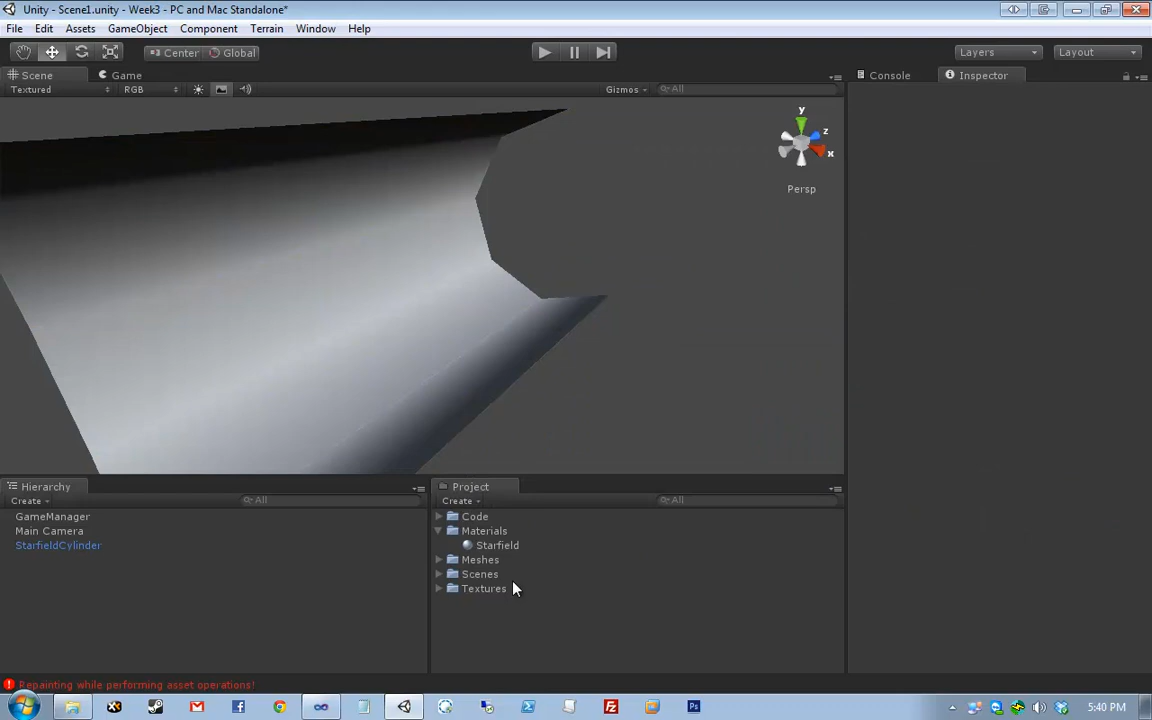 Unity - Scene1.unity - Week3 - PC and Mac Standalone*
File Edit Assets GameObject Component Terrain Window Help
Center Global Layers Layout
Scene Game Console Inspector
Textured RGB Gizmos All
y
z
x
Persp
Hierarchy Project
Create All Create All
GameManager Code
Main Camera Materials
StarfieldCylinder Starfield
Meshes
Scenes
Textures
Repainting while performing asset operations!
Ps 5:40 PM